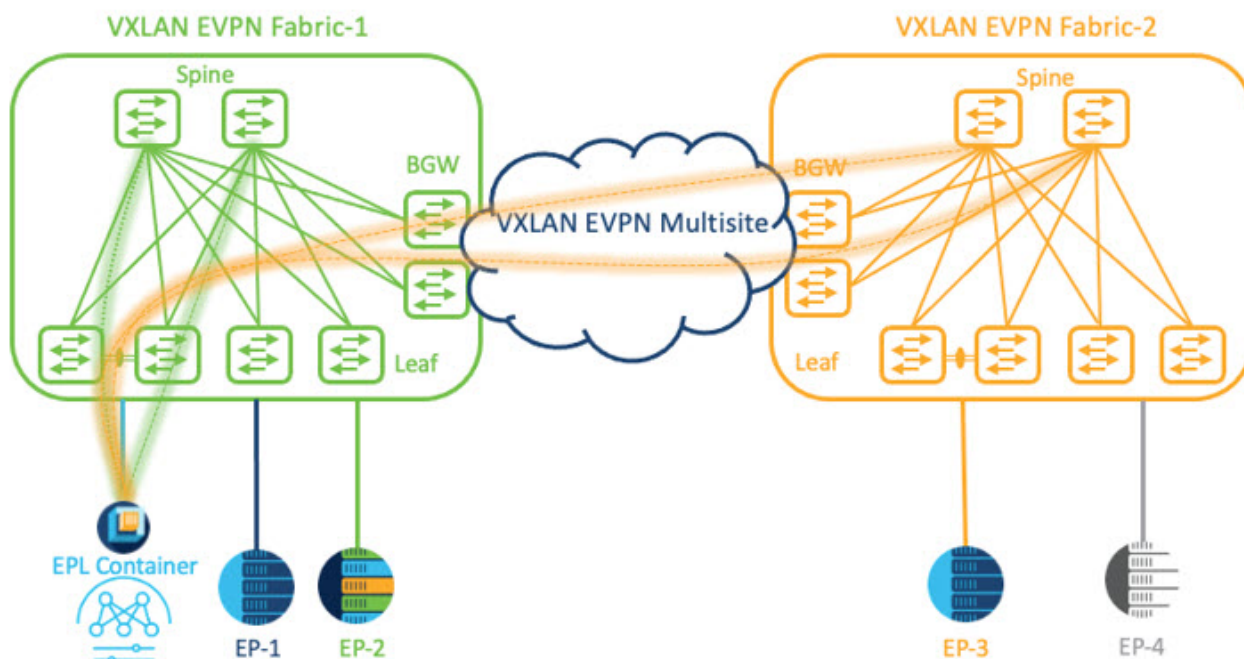 VXLAN EVPN Fabric-1
VXLAN EVPN Fabric-2
Spine
Spine
BGW
BGW
VXLAN EVPN Multisite
Leaf
Leaf
EPL Container
EP-1
EP-2
EP-3
EP-4